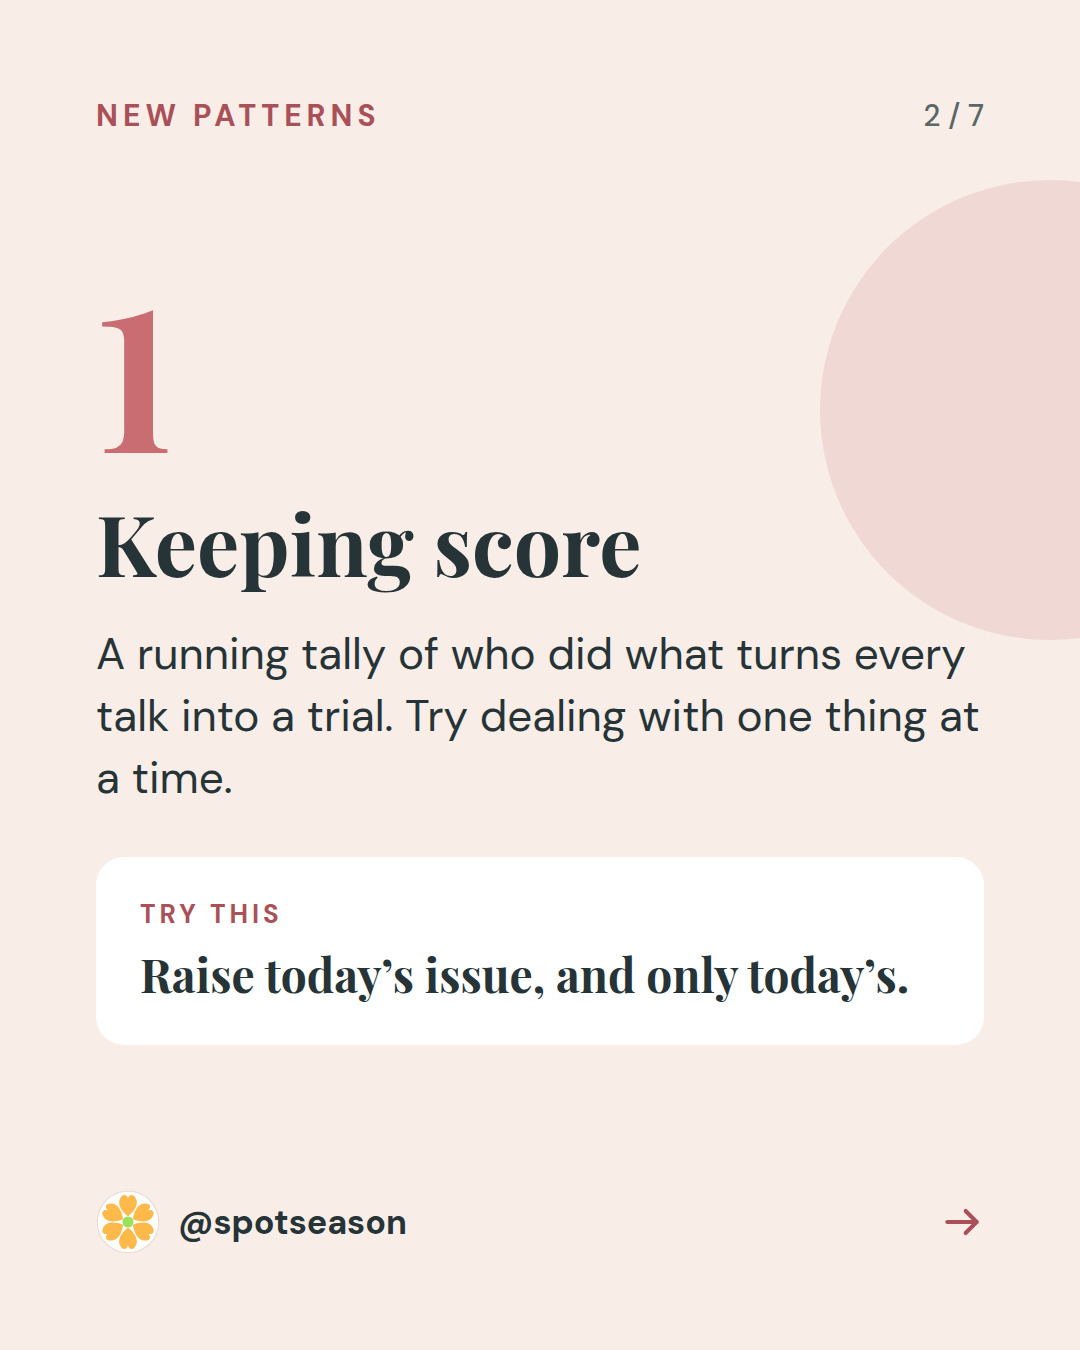 NEW PATTERNS
2 / 7
1
Keeping score
A running tally of who did what turns every
talk into a trial. Try dealing with one thing at
a time.
TRY THIS
Raise today’s issue, and only today’s.
@spotseason